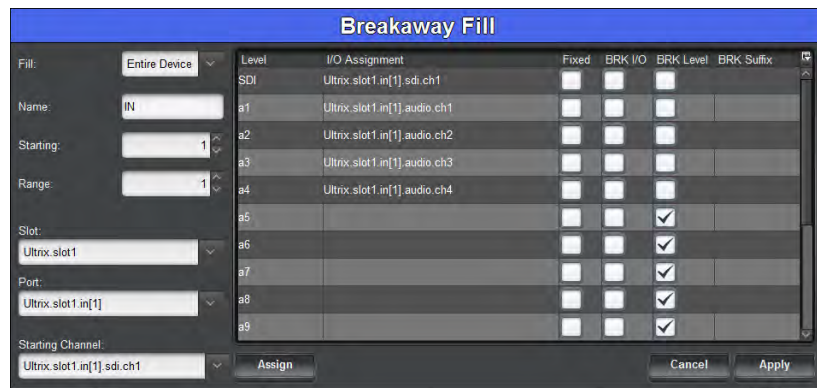 Breakaway Fill
Fill: Entire Device
Name: IN
Starting: 1
Range: 1
Slot:
Ultrix.slot1
Port:
Ultrix.slot1.in[1]
Starting Channel:
Ultrix.slot1.in[1].sdi.ch1
Level I/O Assignment Fixed BRK I/O BRK Level BRK Suffix
SDI Ultrix.slot1.in[1].sdi.ch1
a1 Ultrix.slot1.in[1].audio.ch1
a2 Ultrix.slot1.in[1].audio.ch2
a3 Ultrix.slot1.in[1].audio.ch3
a4 Ultrix.slot1.in[1].audio.ch4
a5
a6
a7
a8
a9
Assign Cancel Apply